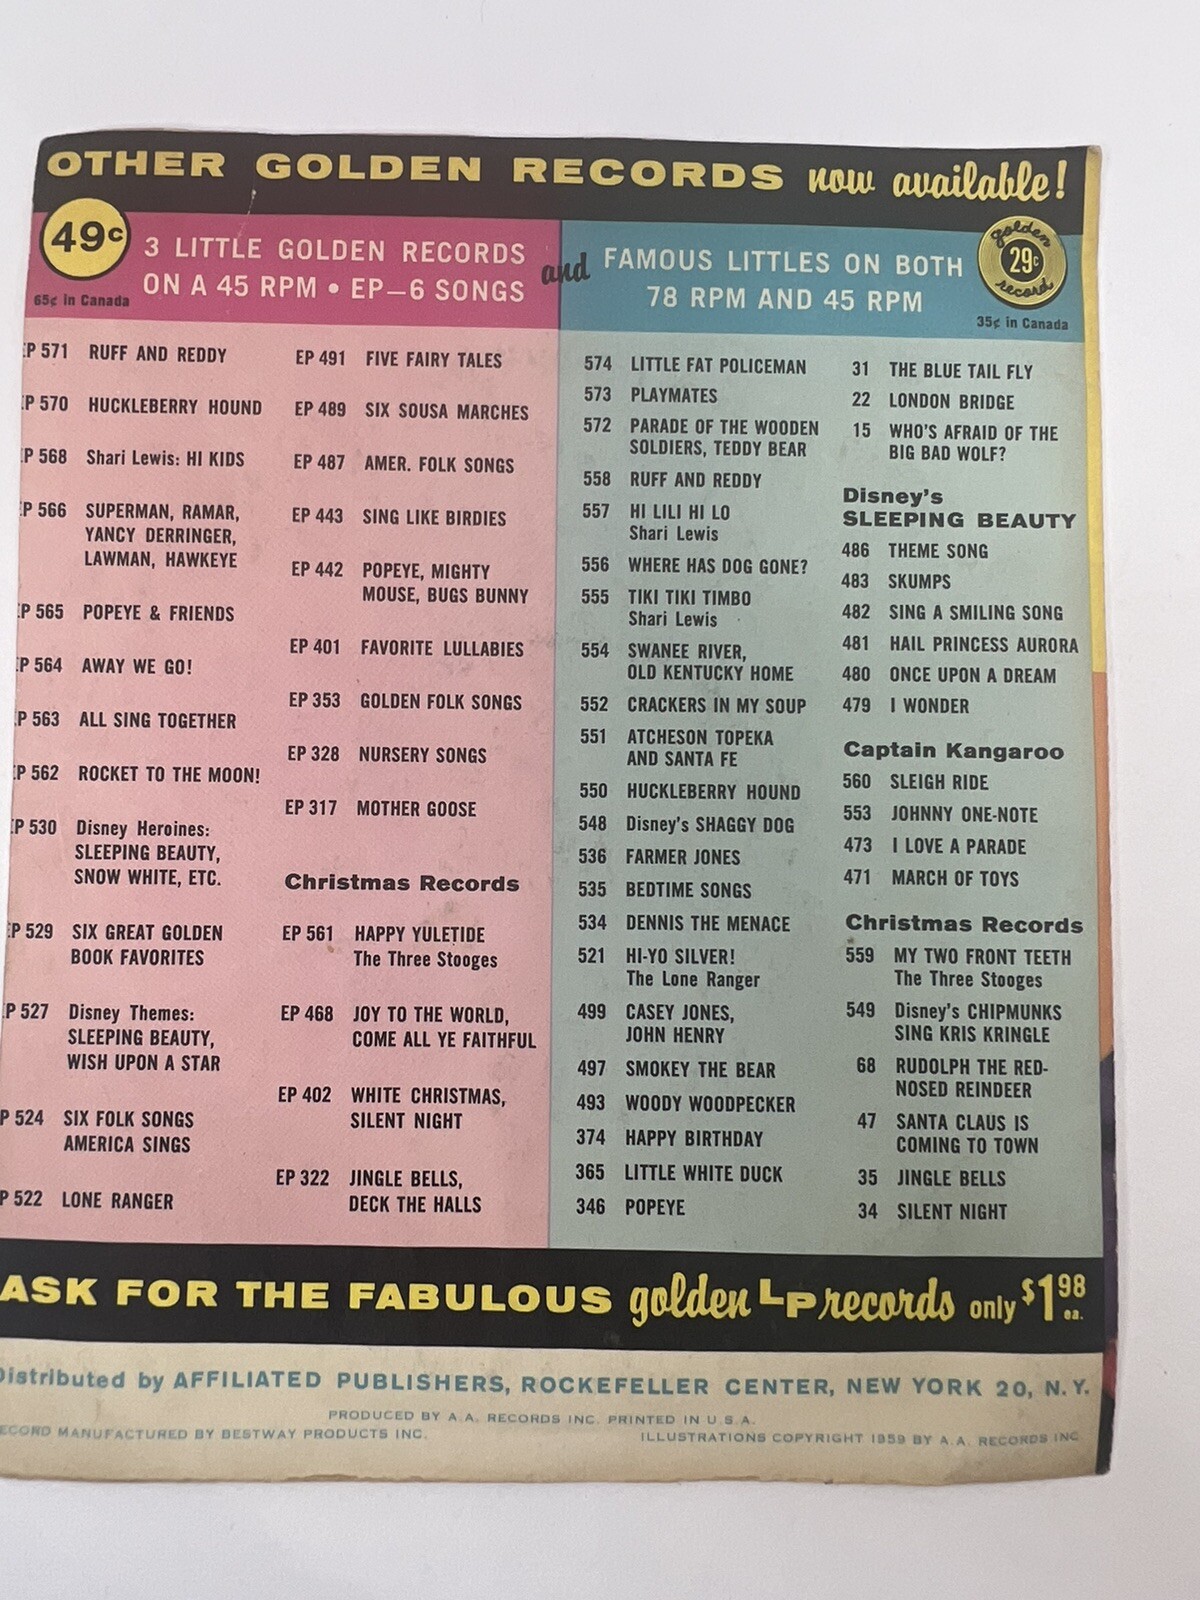 OTHER GOLDEN RECORDS now available!
49¢
65¢ in Canada
3 LITTLE GOLDEN RECORDS
ON A 45 RPM • EP—6 SONGS
and
FAMOUS LITTLES ON BOTH
78 RPM AND 45 RPM
golden
29¢
record
35¢ in Canada
EP 571 RUFF AND REDDY
EP 570 HUCKLEBERRY HOUND
EP 568 Shari Lewis: HI KIDS
EP 566 SUPERMAN, RAMAR,
YANCY DERRINGER,
LAWMAN, HAWKEYE
EP 565 POPEYE & FRIENDS
EP 564 AWAY WE GO!
EP 563 ALL SING TOGETHER
EP 562 ROCKET TO THE MOON!
EP 530 Disney Heroines:
SLEEPING BEAUTY,
SNOW WHITE, ETC.
EP 529 SIX GREAT GOLDEN
BOOK FAVORITES
EP 527 Disney Themes:
SLEEPING BEAUTY,
WISH UPON A STAR
P 524 SIX FOLK SONGS
AMERICA SINGS
P 522 LONE RANGER
EP 491 FIVE FAIRY TALES
EP 489 SIX SOUSA MARCHES
EP 487 AMER. FOLK SONGS
EP 443 SING LIKE BIRDIES
EP 442 POPEYE, MIGHTY
MOUSE, BUGS BUNNY
EP 401 FAVORITE LULLABIES
EP 353 GOLDEN FOLK SONGS
EP 328 NURSERY SONGS
EP 317 MOTHER GOOSE
Christmas Records
EP 561 HAPPY YULETIDE
The Three Stooges
EP 468 JOY TO THE WORLD,
COME ALL YE FAITHFUL
EP 402 WHITE CHRISTMAS,
SILENT NIGHT
EP 322 JINGLE BELLS,
DECK THE HALLS
574 LITTLE FAT POLICEMAN
573 PLAYMATES
572 PARADE OF THE WOODEN
SOLDIERS, TEDDY BEAR
558 RUFF AND REDDY
557 HI LILI HI LO
Shari Lewis
556 WHERE HAS DOG GONE?
555 TIKI TIKI TIMBO
Shari Lewis
554 SWANEE RIVER,
OLD KENTUCKY HOME
552 CRACKERS IN MY SOUP
551 ATCHESON TOPEKA
AND SANTA FE
550 HUCKLEBERRY HOUND
548 Disney's SHAGGY DOG
536 FARMER JONES
535 BEDTIME SONGS
534 DENNIS THE MENACE
521 HI-YO SILVER!
The Lone Ranger
499 CASEY JONES,
JOHN HENRY
497 SMOKEY THE BEAR
493 WOODY WOODPECKER
374 HAPPY BIRTHDAY
365 LITTLE WHITE DUCK
346 POPEYE
31 THE BLUE TAIL FLY
22 LONDON BRIDGE
15 WHO'S AFRAID OF THE
BIG BAD WOLF?
Disney's
SLEEPING BEAUTY
486 THEME SONG
483 SKUMPS
482 SING A SMILING SONG
481 HAIL PRINCESS AURORA
480 ONCE UPON A DREAM
479 I WONDER
Captain Kangaroo
560 SLEIGH RIDE
553 JOHNNY ONE-NOTE
473 I LOVE A PARADE
471 MARCH OF TOYS
Christmas Records
559 MY TWO FRONT TEETH
The Three Stooges
549 Disney's CHIPMUNKS
SING KRIS KRINGLE
68 RUDOLPH THE RED-
NOSED REINDEER
47 SANTA CLAUS IS
COMING TO TOWN
35 JINGLE BELLS
34 SILENT NIGHT
ASK FOR THE FABULOUS golden LP records only $1.98 ea.
Distributed by AFFILIATED PUBLISHERS, ROCKEFELLER CENTER, NEW YORK 20, N.Y.
PRODUCED BY A.A. RECORDS INC. PRINTED IN U.S.A.
ECORD MANUFACTURED BY BESTWAY PRODUCTS INC.
ILLUSTRATIONS COPYRIGHT 1959 BY A.A. RECORDS INC